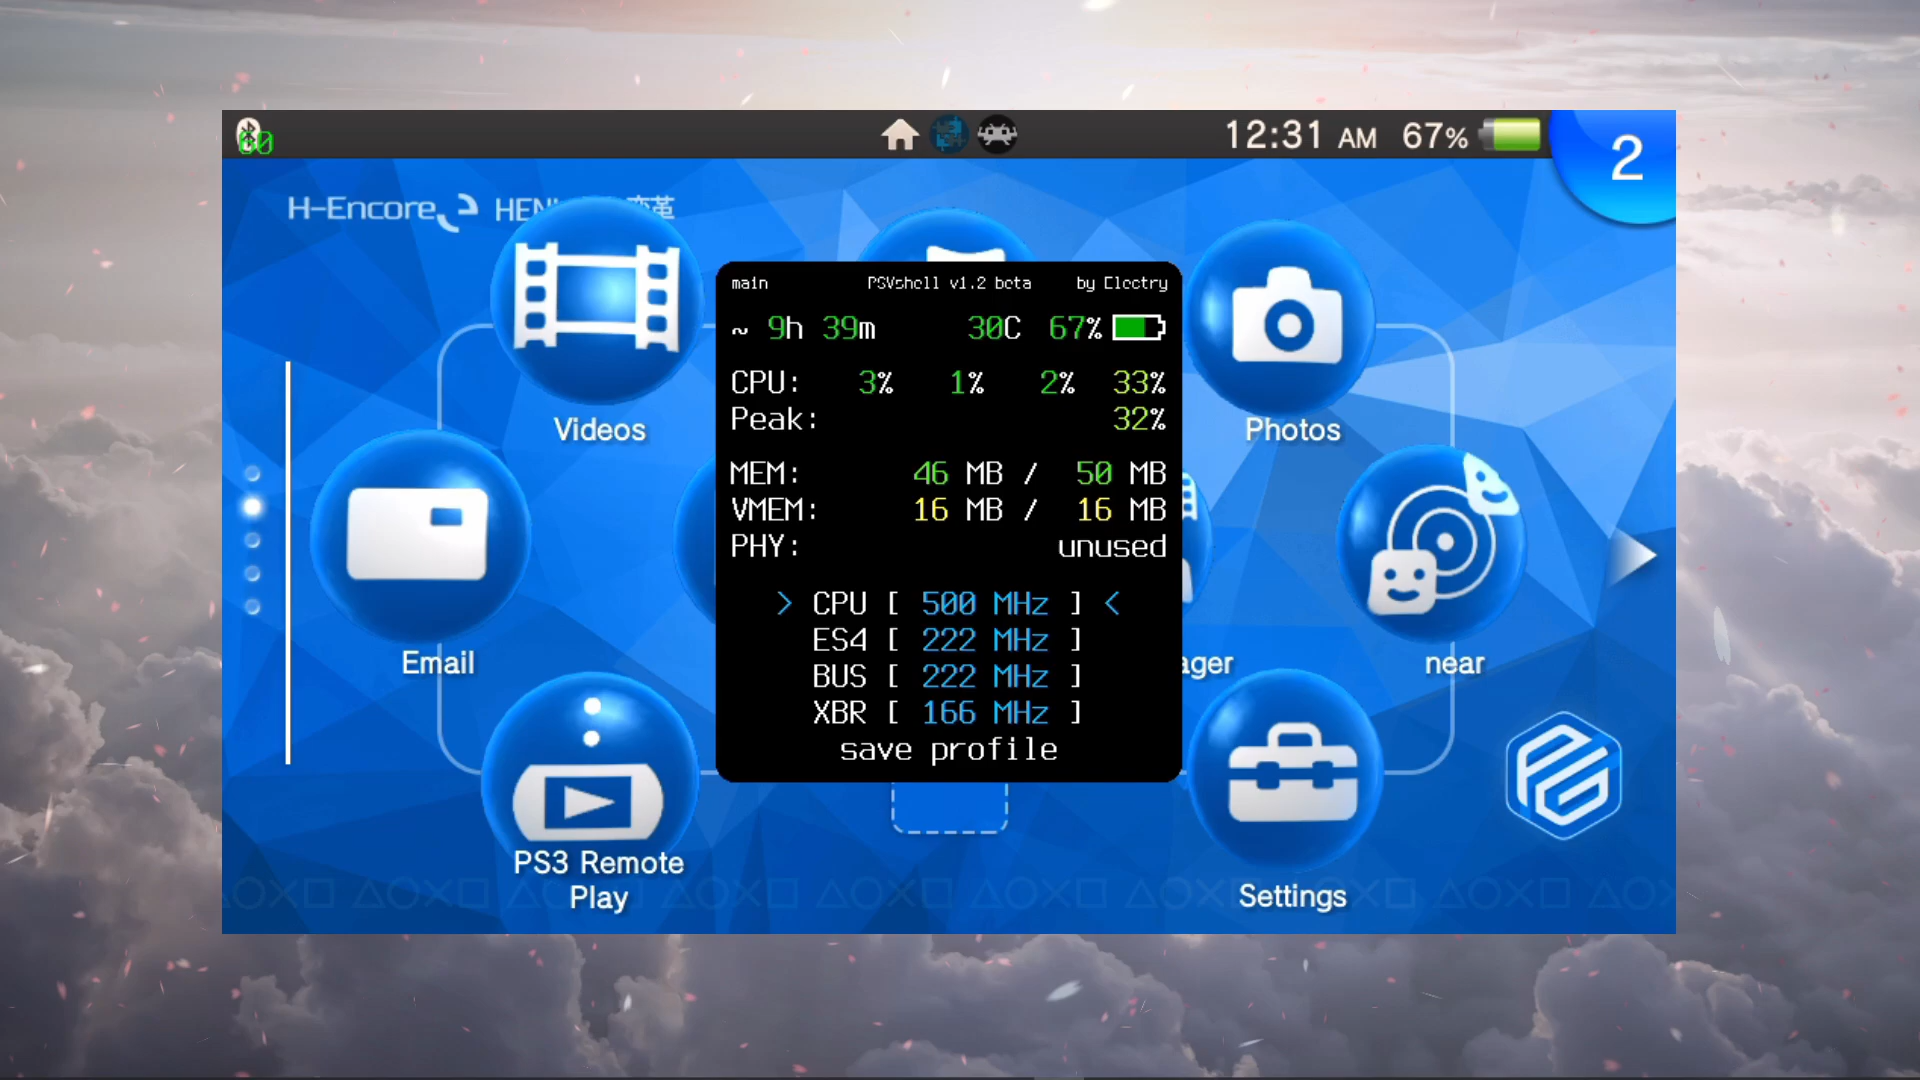 60
12:31 AM 67%
2
H-Encore HEN 変革
Videos
Photos
Email
ager
near
PS3 Remote
Play
Settings
main PSVshell v1.2 beta by Electry
~ 9h 39m 30C 67%
CPU: 3% 1% 2% 33%
Peak: 32%
MEM: 46 MB / 50 MB
VMEM: 16 MB / 16 MB
PHY: unused
> CPU [ 500 MHz ] <
ES4 [ 222 MHz ]
BUS [ 222 MHz ]
XBR [ 166 MHz ]
save profile